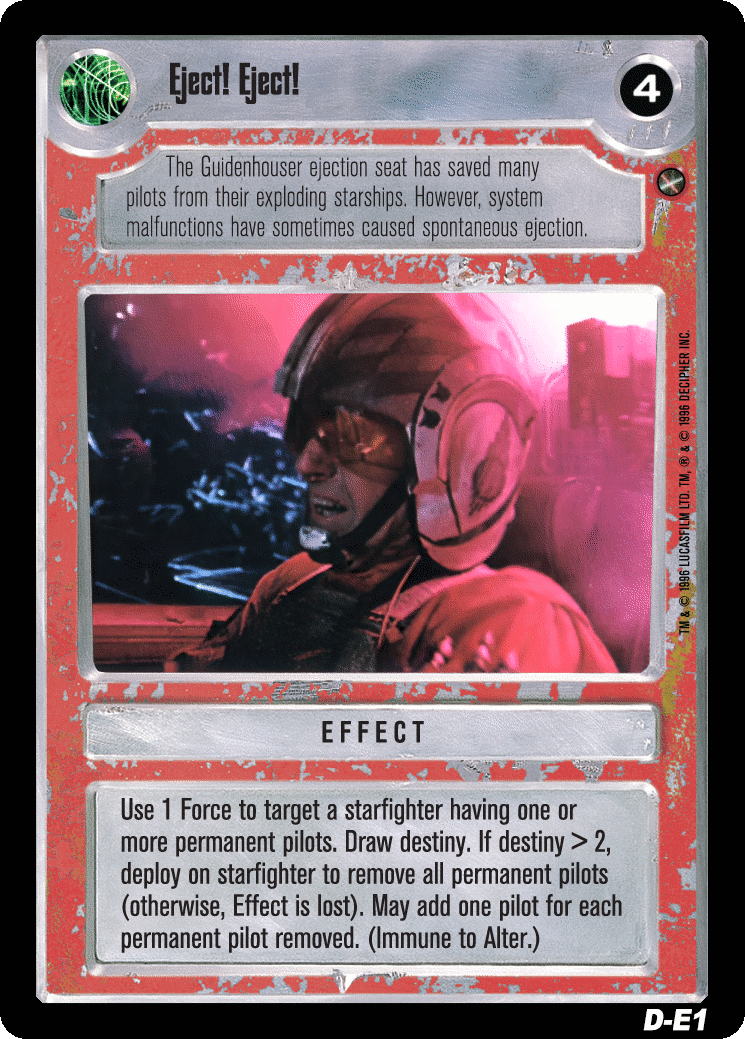 Eject! Eject!
4
The Guidenhouser ejection seat has saved many
pilots from their exploding starships. However, system
malfunctions have sometimes caused spontaneous ejection.
TM & © 1996 LUCASFILM LTD. TM, ® & © 1996 DECIPHER INC.
EFFECT
Use 1 Force to target a starfighter having one or
more permanent pilots. Draw destiny. If destiny > 2,
deploy on starfighter to remove all permanent pilots
(otherwise, Effect is lost). May add one pilot for each
permanent pilot removed. (Immune to Alter.)
D-E1